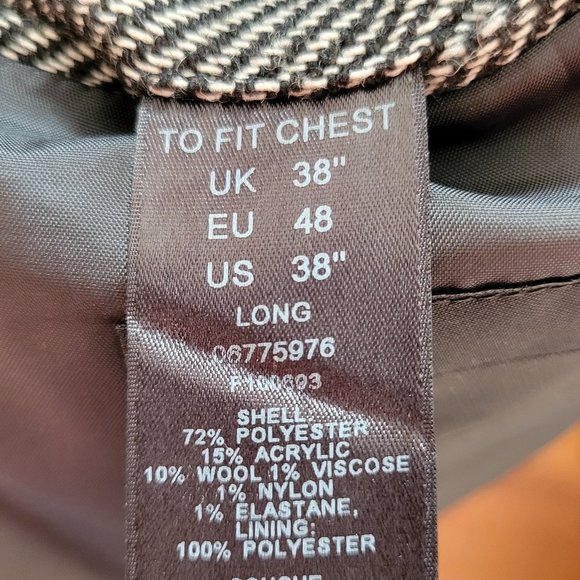 TO FIT CHEST
UK 38"
EU 48
US 38"
LONG
06775976
SHELL
72% POLYESTER
15% ACRYLIC
10% WOOL 1% VISCOSE
1% NYLON
1% ELASTANE,
LINING:
100% POLYESTER